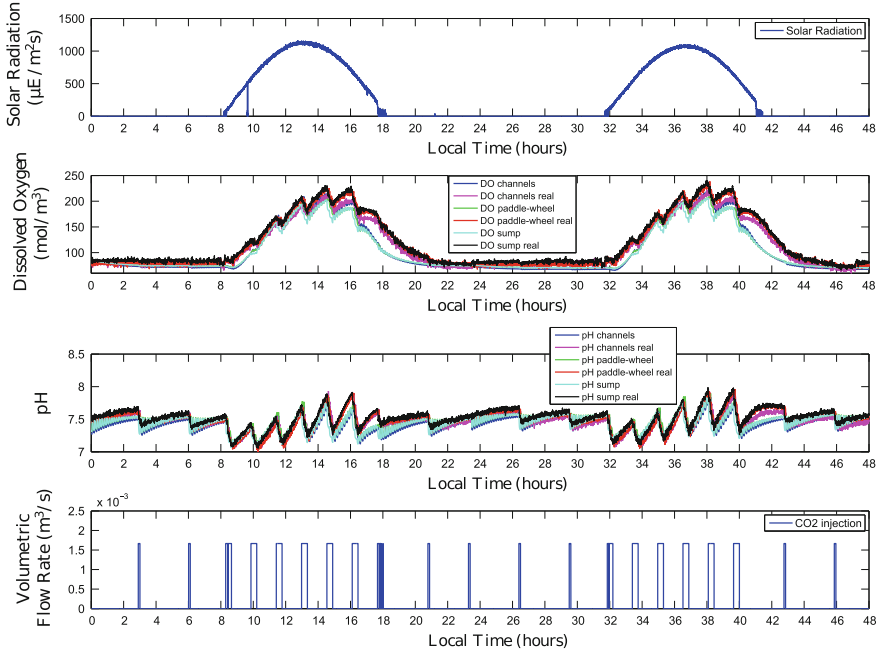 Solar Radiation
(μE / m²s)
1500
1000
500
0
Solar Radiation
0 2 4 6 8 10 12 14 16 18 20 22 24 26 28 30 32 34 36 38 40 42 44 46 48
Local Time (hours)
Dissolved Oxygen
(mol/ m³)
250
200
150
100
DO channels
DO channels real
DO paddle-wheel
DO paddle-wheel real
DO sump
DO sump real
0 2 4 6 8 10 12 14 16 18 20 22 24 26 28 30 32 34 36 38 40 42 44 46 48
Local Time (hours)
pH
8.5
8
7.5
7
pH channels
pH channels real
pH paddle-wheel
pH paddle-wheel real
pH sump
pH sump real
0 2 4 6 8 10 12 14 16 18 20 22 24 26 28 30 32 34 36 38 40 42 44 46 48
Local Time (hours)
Volumetric
Flow Rate (m³/ s)
x 10⁻³
2.5
2
1.5
1
0.5
0
CO2 injection
0 2 4 6 8 10 12 14 16 18 20 22 24 26 28 30 32 34 36 38 40 42 44 46 48
Local Time (hours)